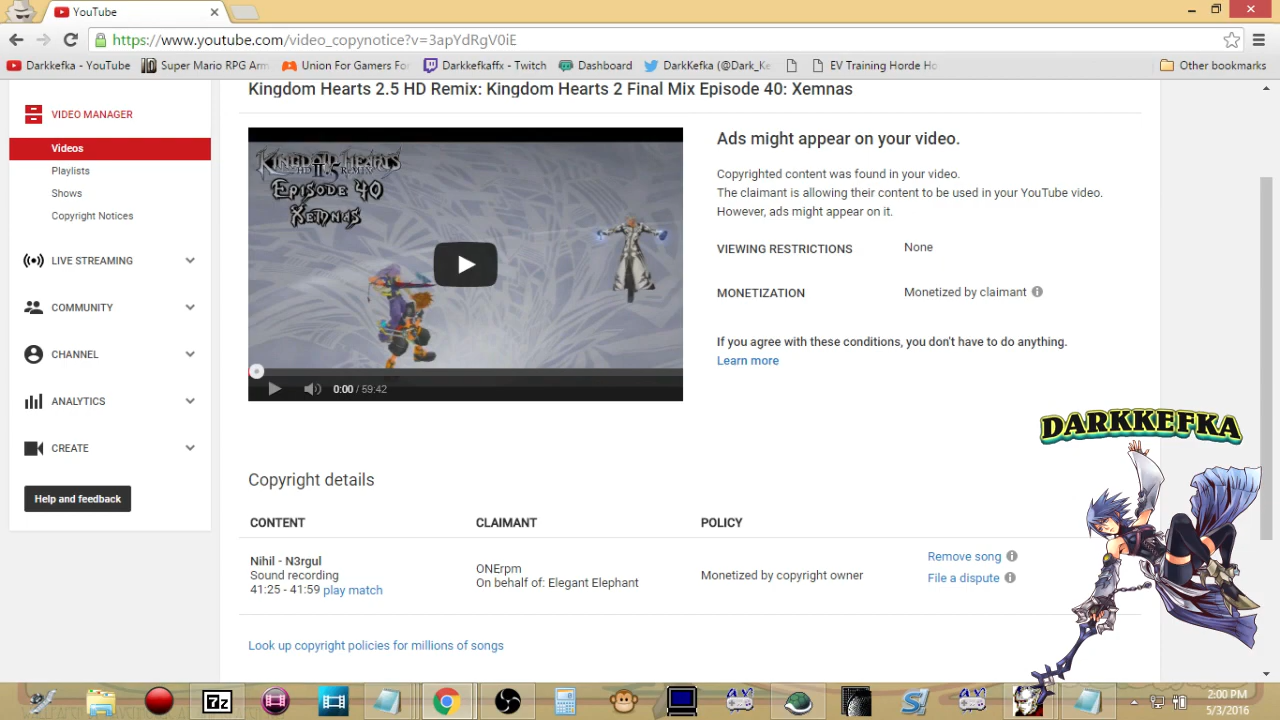 YouTube
https://www.youtube.com/video_copynotice?v=3apYdRgV0iE
Darkkefka - YouTube
Super Mario RPG Arm
Union For Gamers For
Darkkefkaffx - Twitch
Dashboard
DarkKefka (@Dark_Ke
EV Training Horde Ho
Other bookmarks
Kingdom Hearts 2.5 HD Remix: Kingdom Hearts 2 Final Mix Episode 40: Xemnas
VIDEO MANAGER
Videos
Playlists
Shows
Copyright Notices
LIVE STREAMING
COMMUNITY
CHANNEL
ANALYTICS
CREATE
Help and feedback
KINGDOM HEARTS
HD II.5 REMIX
Episode 40
Xemnas
0:00 / 59:42
Ads might appear on your video.
Copyrighted content was found in your video.
The claimant is allowing their content to be used in your YouTube video.
However, ads might appear on it.
VIEWING RESTRICTIONS None
MONETIZATION Monetized by claimant
If you agree with these conditions, you don't have to do anything.
Learn more
DARKKEFKA
Copyright details
CONTENT CLAIMANT POLICY
Nihil - N3rgul
Sound recording
41:25 - 41:59 play match
ONErpm
On behalf of: Elegant Elephant
Monetized by copyright owner
Remove song
File a dispute
Look up copyright policies for millions of songs
7z
2:00 PM
5/3/2016